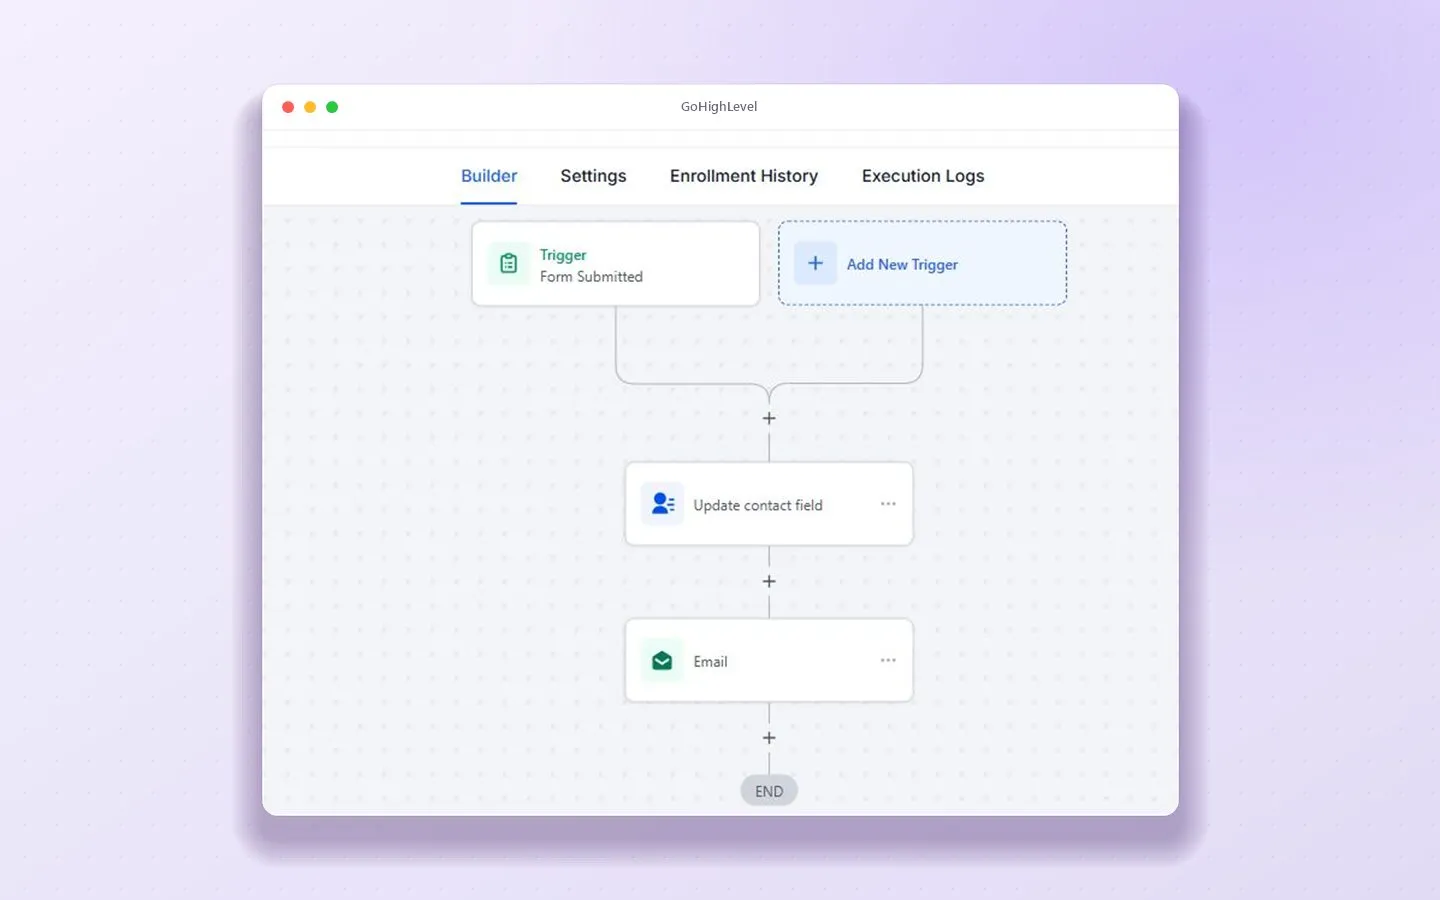 GoHighLevel
Builder
Settings
Enrollment History
Execution Logs
Trigger
Form Submitted
Add New Trigger
Update contact field
Email
END